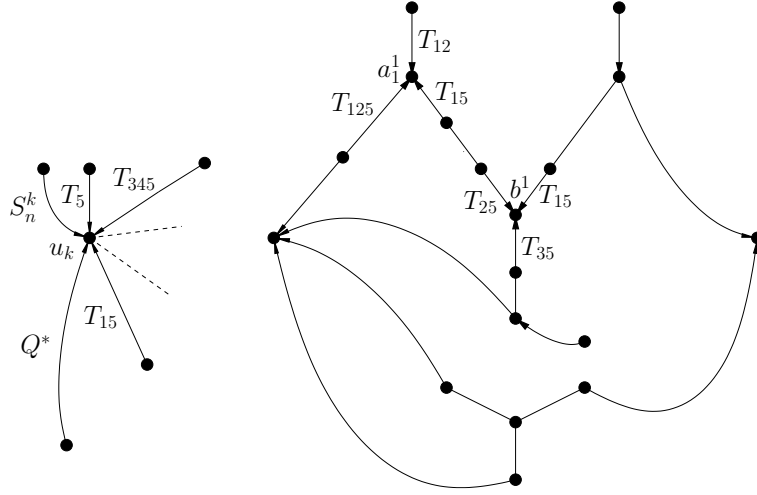 T_{12}
a_1^1
T_{15}
T_{125}
T_{345}
T_5
S_n^k
b^1
T_{25}
T_{15}
u_k
T_{35}
T_{15}
Q^*